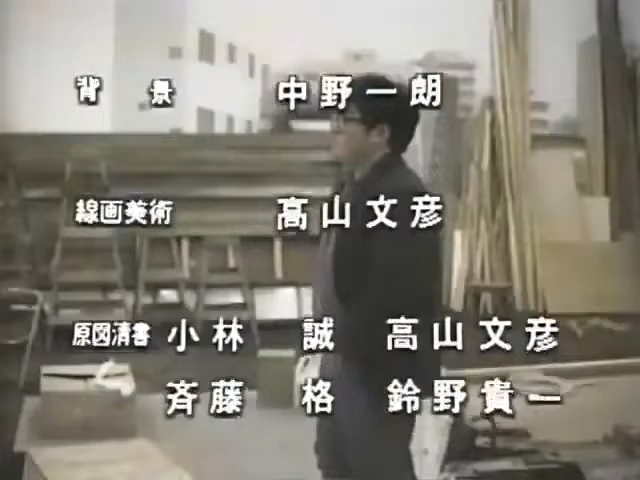 背景 中野一朗
線画美術 高山文彦
原図清書 小林 誠 高山文彦
斉藤 格 鈴野貴一